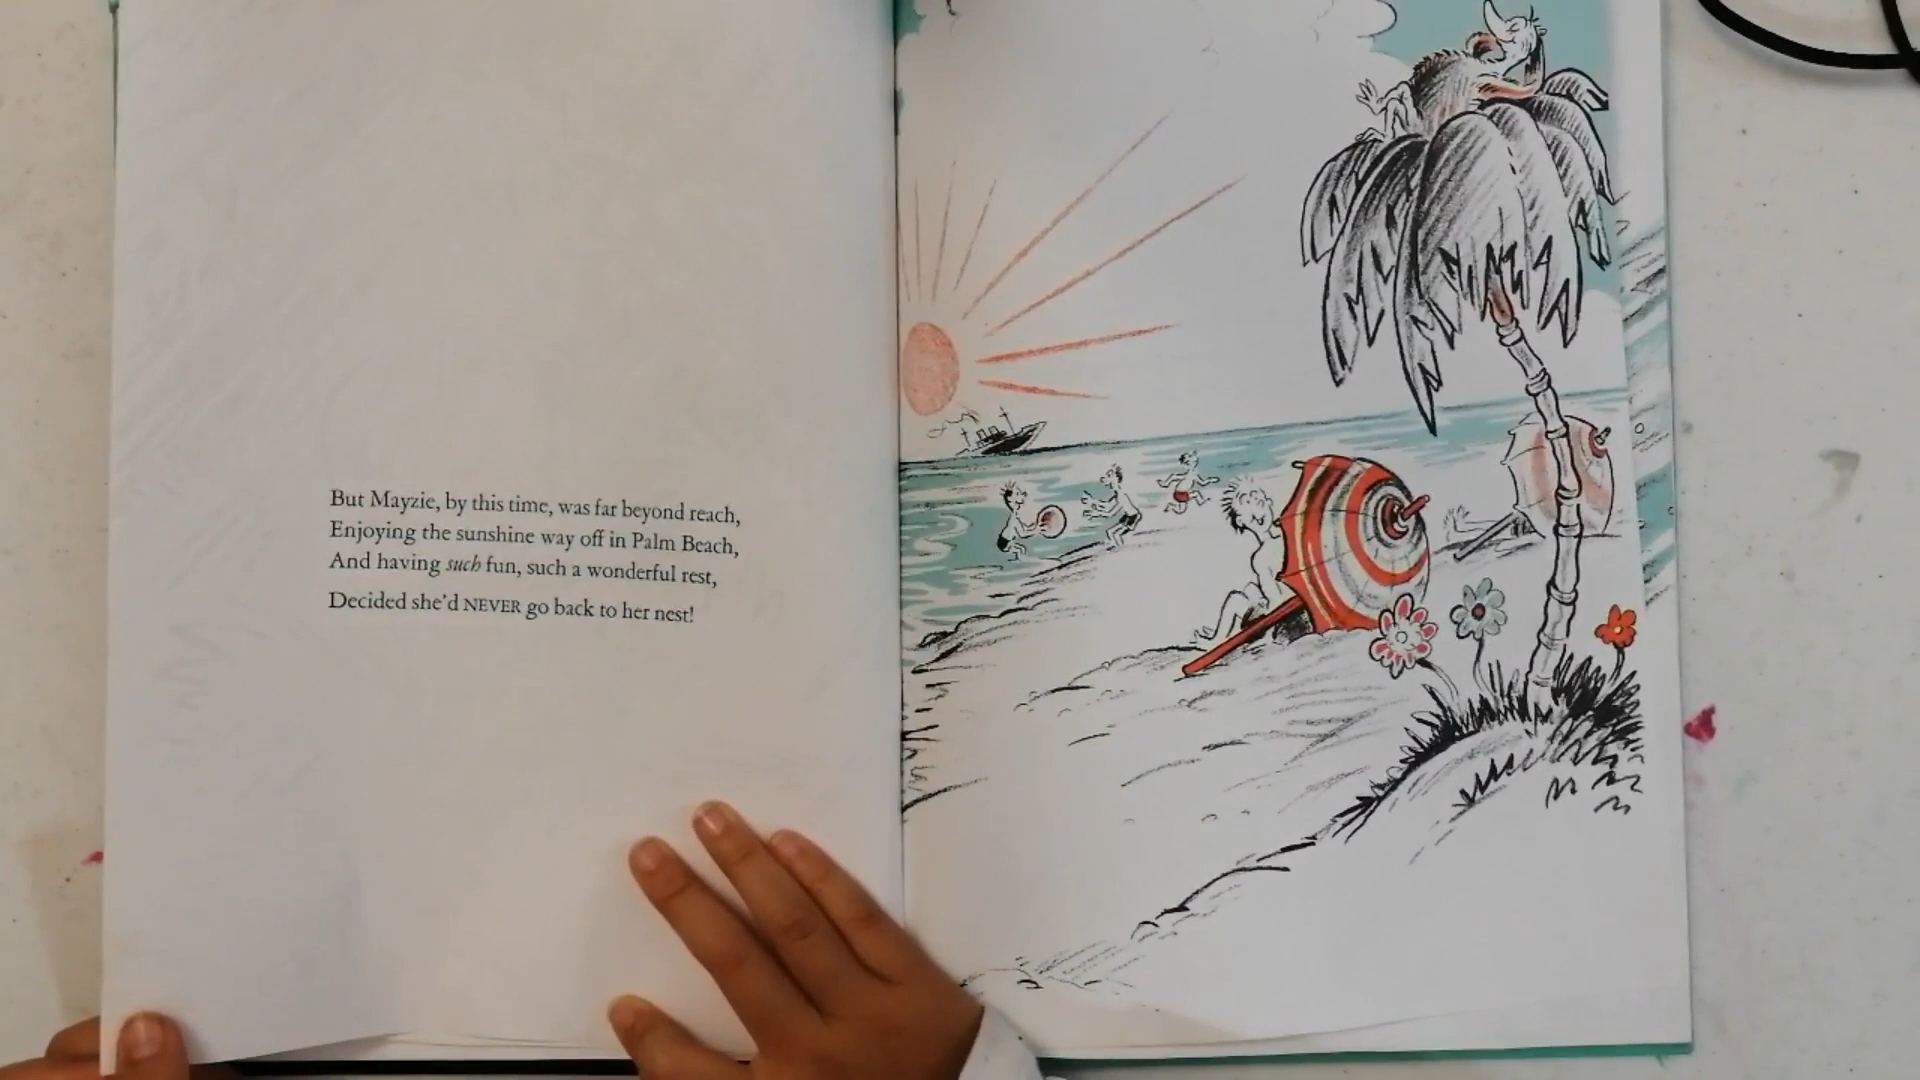 But Mayzie, by this time, was far beyond reach,
Enjoying the sunshine way off in Palm Beach,
And having such fun, such a wonderful rest,
Decided she'd NEVER go back to her nest!